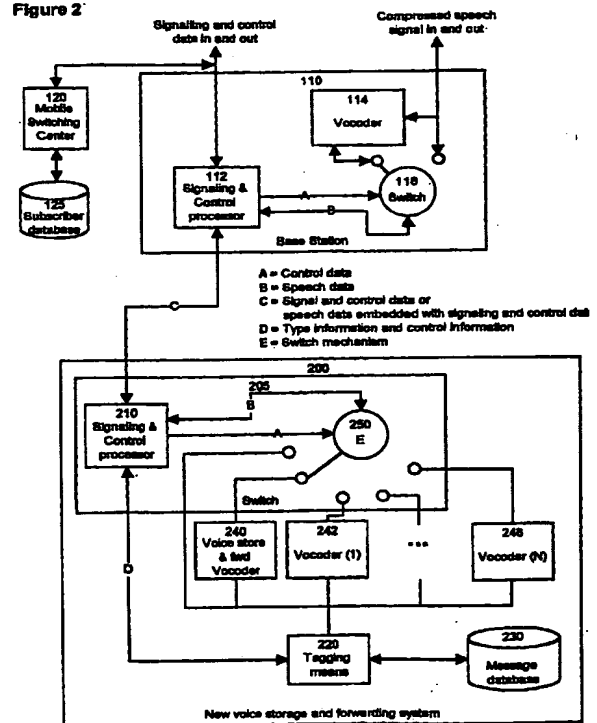 Figure 2
Signalling and control
data in and out
Compressed speech
signal in and out
110
120
Mobile
Switching
Center
114
Vocoder
125
Subscriber
database
112
Signaling &
Control
processor
A
B
118
Switch
Base Station
A = Control data
B = Speech data
C = Signal and control data or
speech data embedded with signaling and control dat
D = Type information and control information
E = Switch mechanism
C
200
205
B
210
Signaling &
Control
processor
A
250
E
Switch
240
Voice store
& fwd
Vocoder
242
Vocoder (1)
...
248
Vocoder (N)
D
220
Tagging
means
230
Message
database
New voice storage and forwarding system